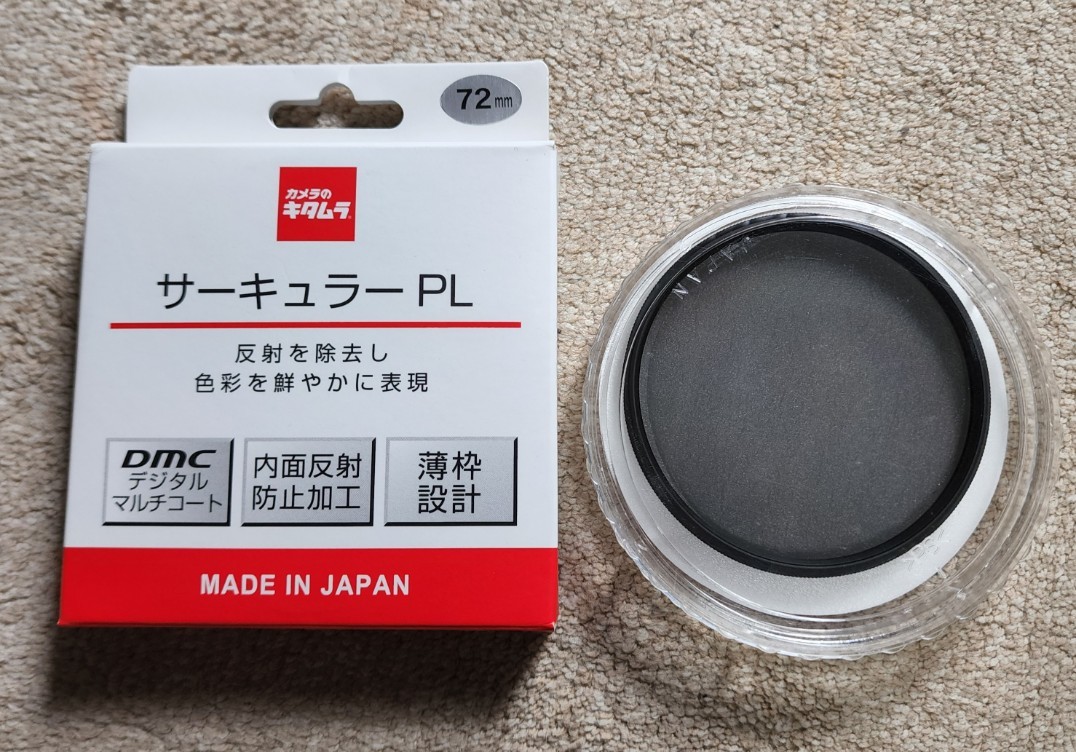 72mm
カメラの
キタムラ
サーキュラー PL
反射を除去し
色彩を鮮やかに表現
DMC
デジタル
マルチコート
内面反射
防止加工
薄枠
設計
MADE IN JAPAN